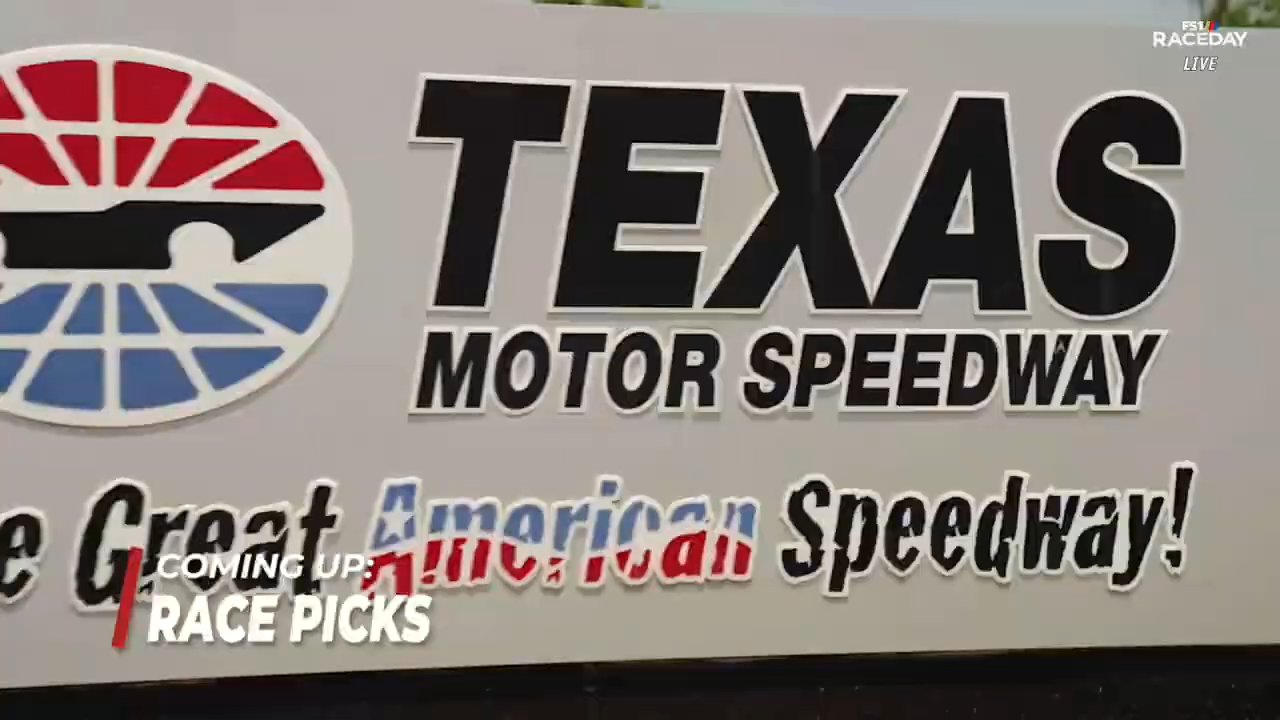 FS1
RACEDAY
LIVE
TEXAS
MOTOR SPEEDWAY
e Great American Speedway!
COMING UP:
RACE PICKS